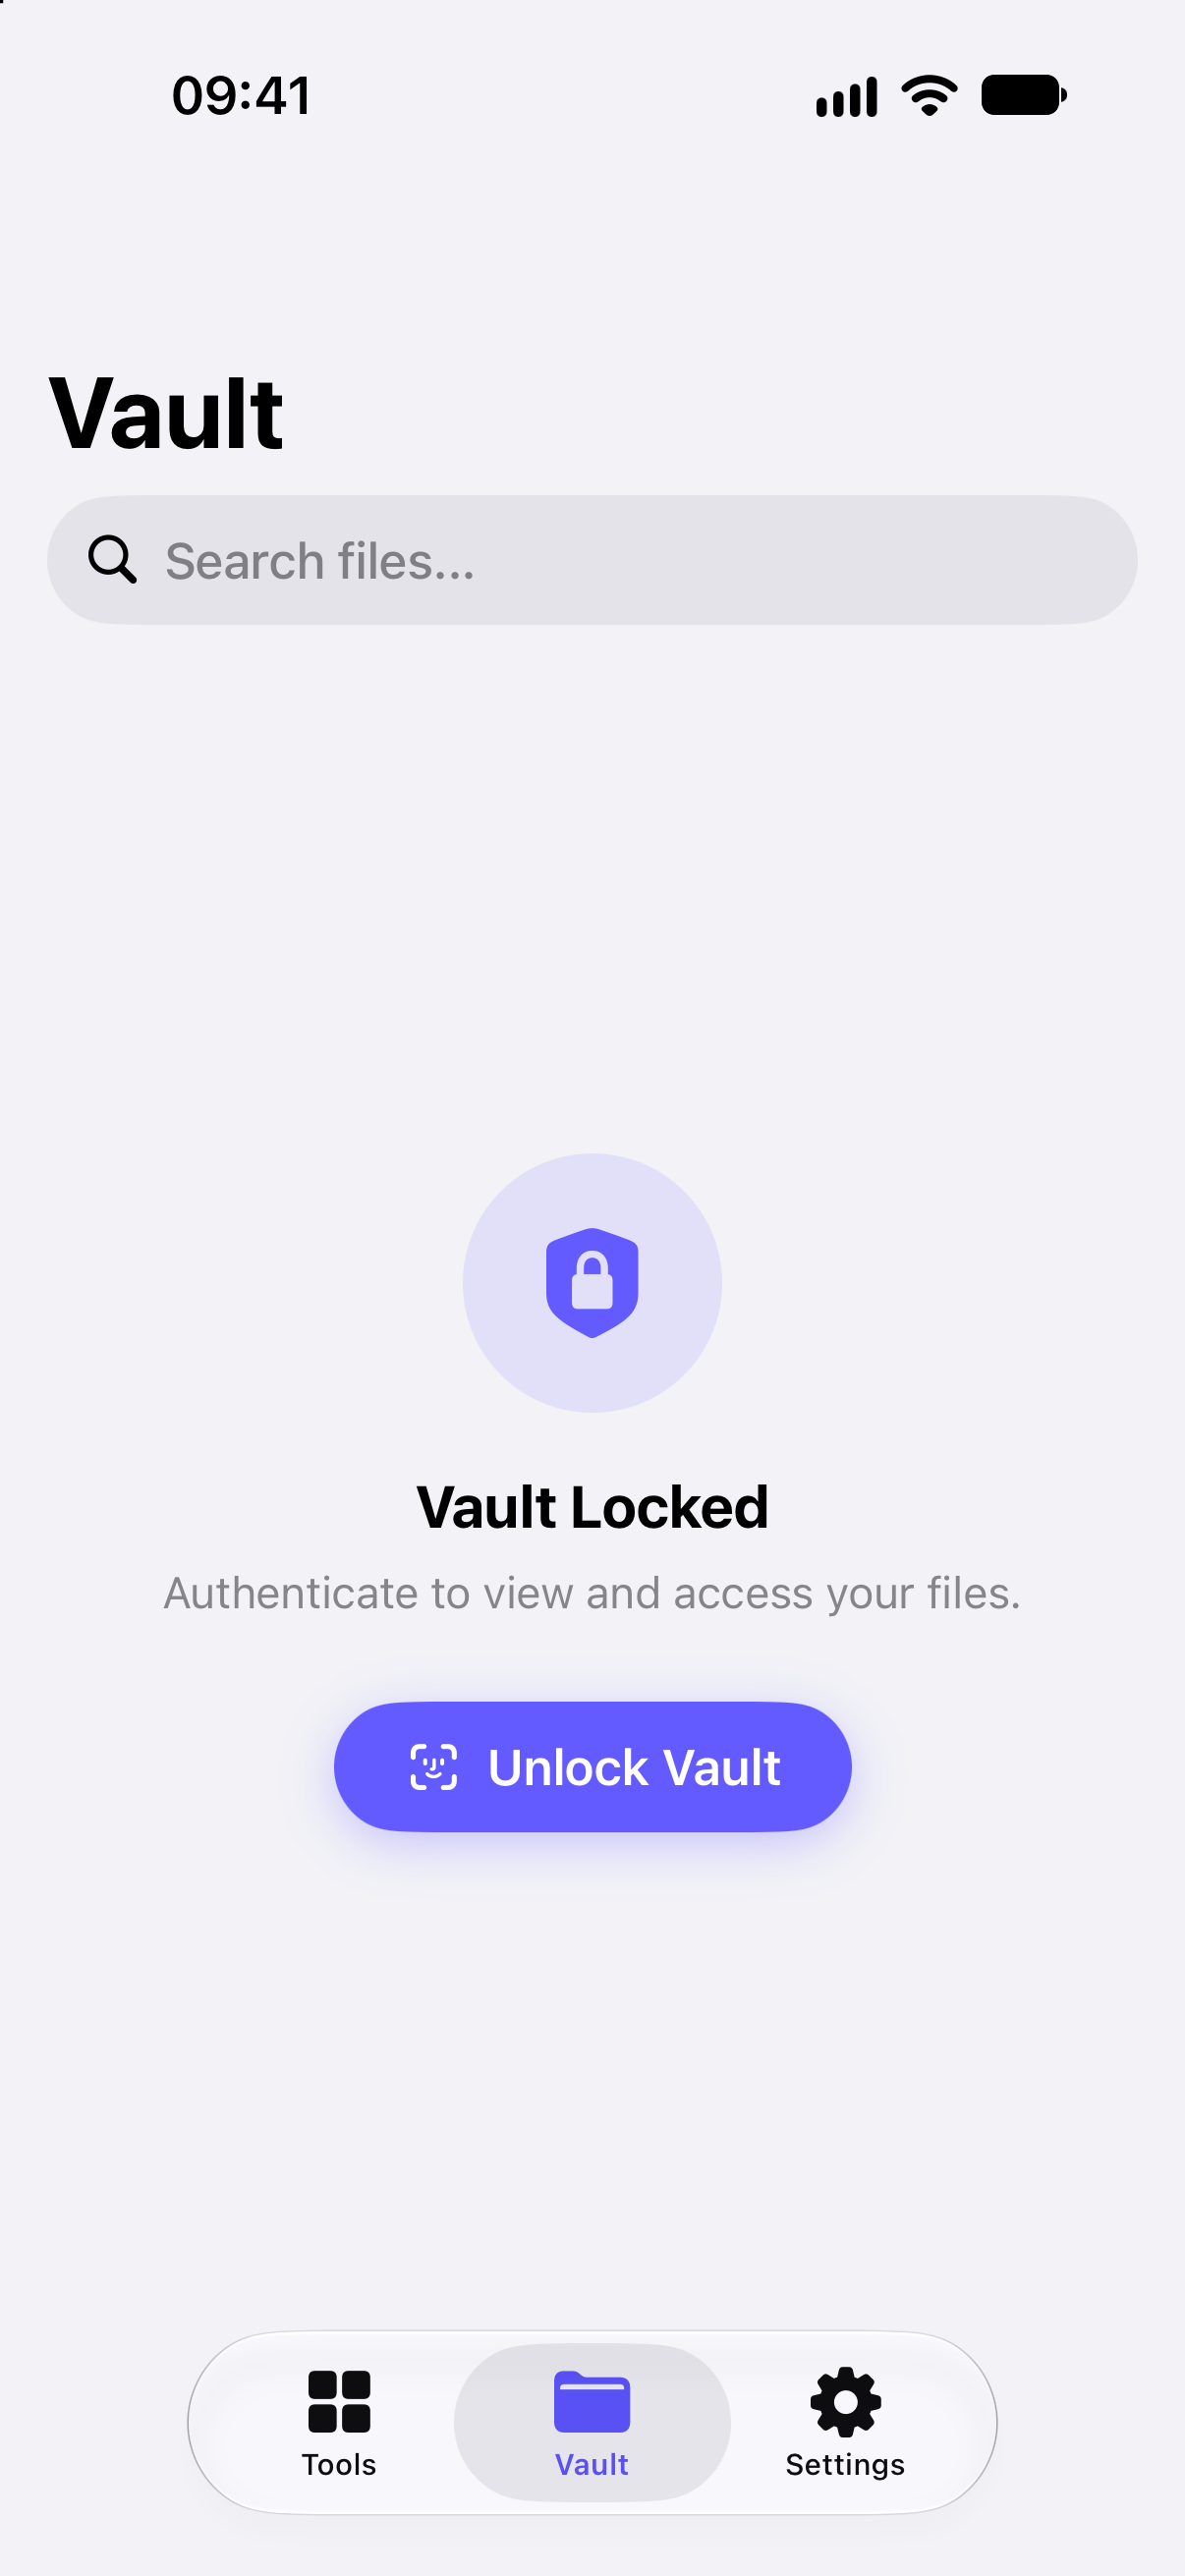 09:41
Vault
Search files...
Vault Locked
Authenticate to view and access your files.
Unlock Vault
Tools
Vault
Settings